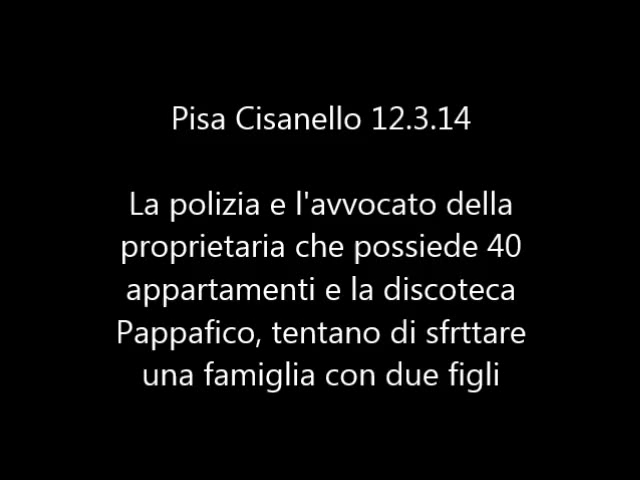 Pisa Cisanello 12.3.14
La polizia e l'avvocato della
proprietaria che possiede 40
appartamenti e la discoteca
Pappafico, tentano di sfrttare
una famiglia con due figli